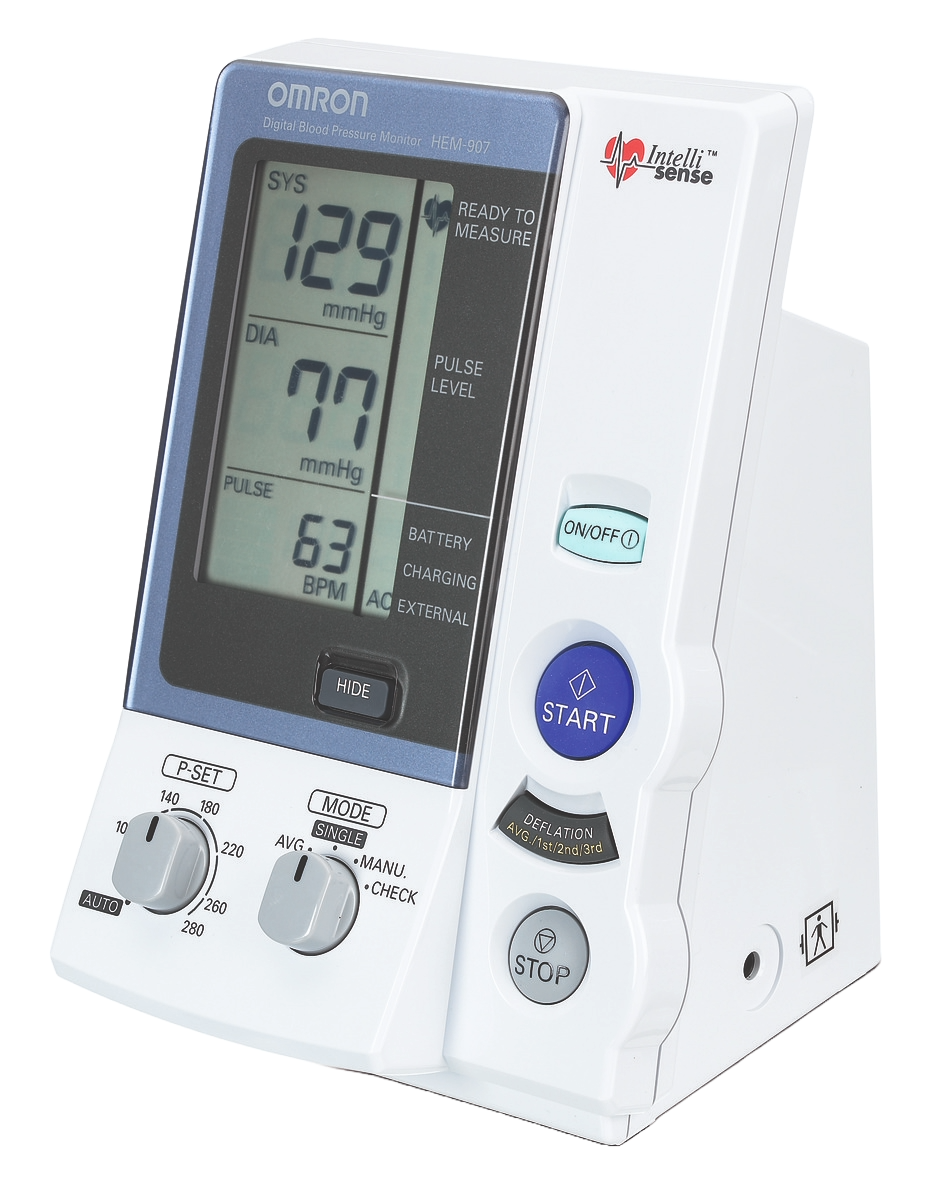 OMRON
Digital Blood Pressure Monitor HEM-907
Intelli™
sense
SYS
129
mmHg
READY TO
MEASURE
DIA
77
mmHg
PULSE
LEVEL
PULSE
63
BPM
BATTERY
CHARGING
AC
EXTERNAL
HIDE
ON/OFF
START
P-SET
140
180
220
260
280
AUTO
MODE
SINGLE
AVG.
MANU.
CHECK
DEFLATION
AVG./1st/2nd/3rd
STOP